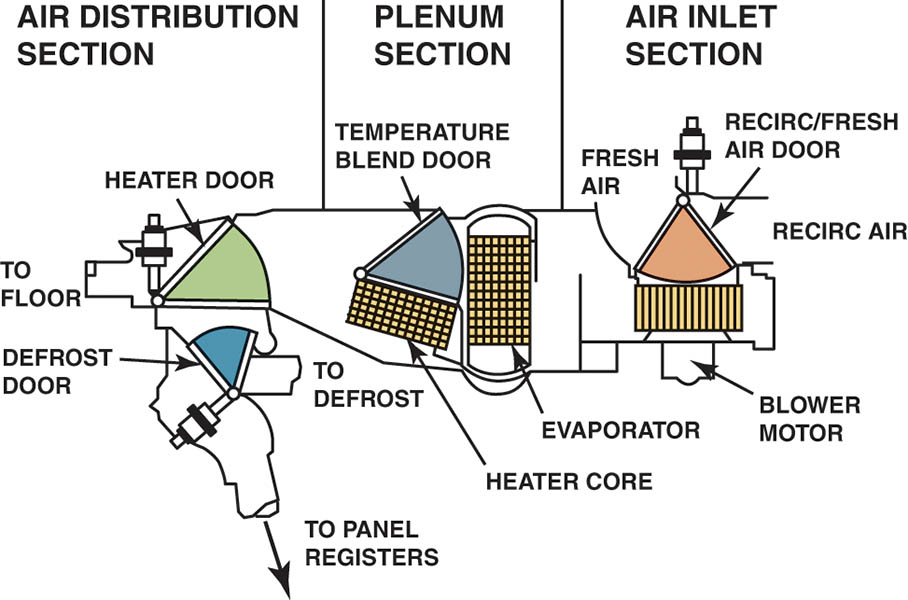 AIR DISTRIBUTION
SECTION
PLENUM
SECTION
AIR INLET
SECTION
TEMPERATURE
BLEND DOOR
RECIRC/FRESH
AIR DOOR
FRESH
AIR
HEATER DOOR
RECIRC AIR
TO
FLOOR
DEFROST
DOOR
TO
DEFROST
BLOWER
MOTOR
EVAPORATOR
HEATER CORE
TO PANEL
REGISTERS